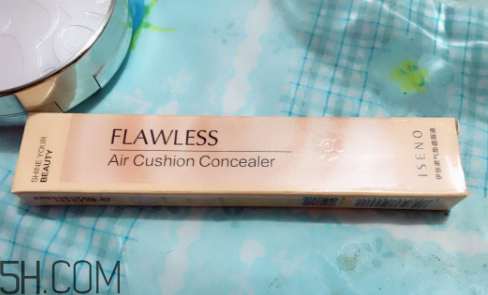 SHINE YOUR
BEAUTY
FLAWLESS
Air Cushion Concealer
ISENO
5H.COM